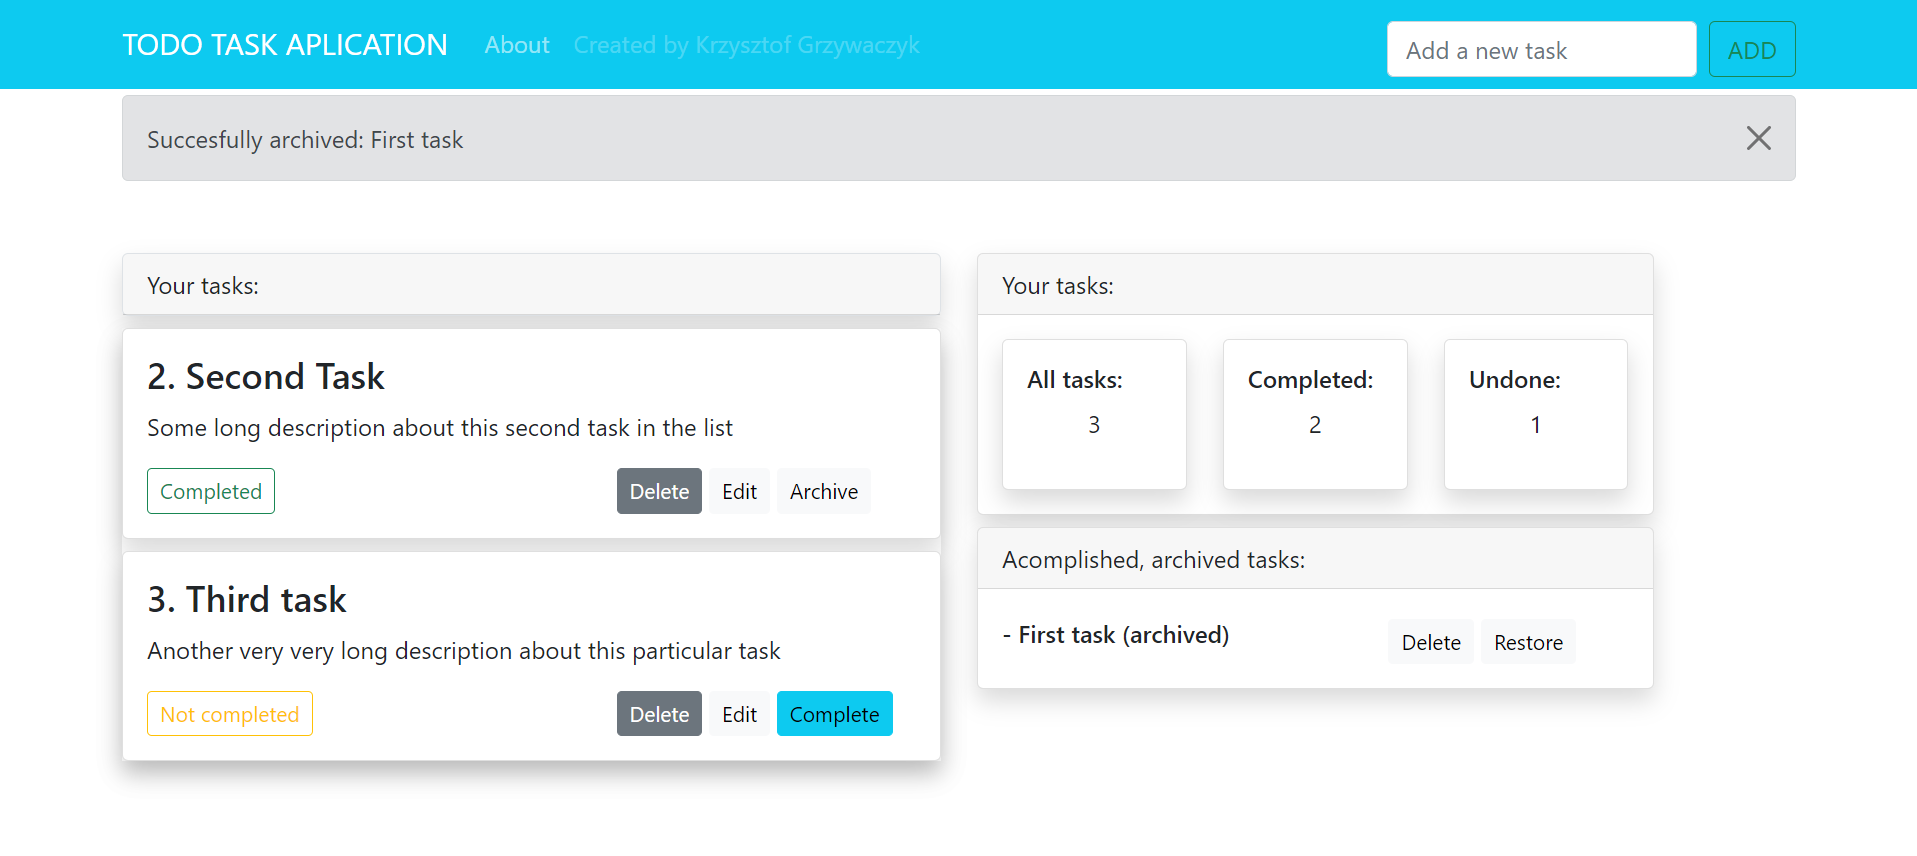 TODO TASK APLICATION About Created by Krzysztof Grzywaczyk Add a new task ADD
Succesfully archived: First task
Your tasks:
2. Second Task
Some long description about this second task in the list
Completed Delete Edit Archive
3. Third task
Another very very long description about this particular task
Not completed Delete Edit Complete
Your tasks:
All tasks: Completed: Undone:
3 2 1
Acomplished, archived tasks:
- First task (archived) Delete Restore